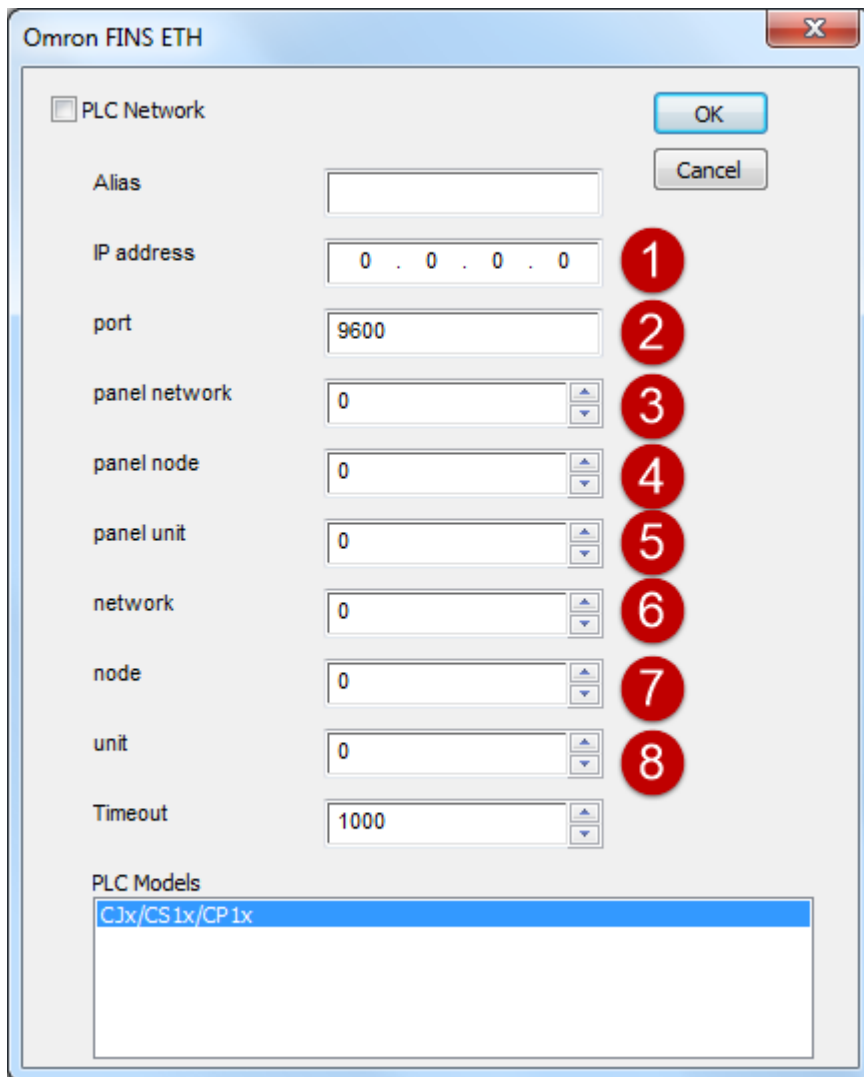 Omron FINS ETH
PLC Network
OK
Cancel
Alias
IP address 0 . 0 . 0 . 0 1
port 9600 2
panel network 0 3
panel node 0 4
panel unit 0 5
network 0 6
node 0 7
unit 0 8
Timeout 1000
PLC Models
CJx/CS1x/CP1x